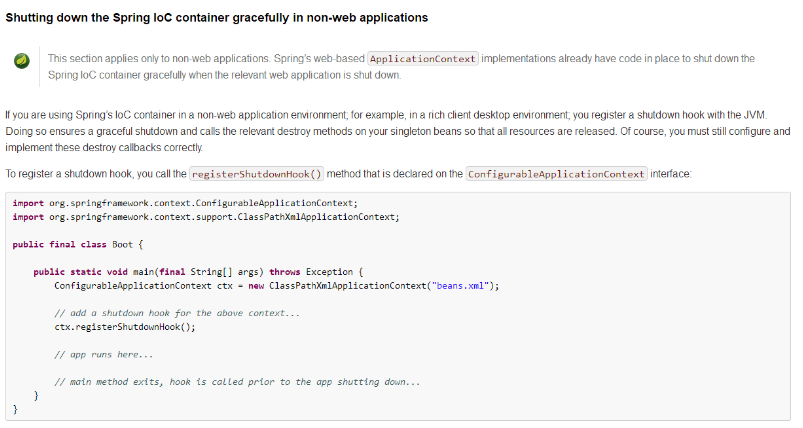 Shutting down the Spring IoC container gracefully in non-web applications
This section applies only to non-web applications. Spring's web-based ApplicationContext implementations already have code in place to shut down the
Spring IoC container gracefully when the relevant web application is shut down.
If you are using Spring's IoC container in a non-web application environment; for example, in a rich client desktop environment; you register a shutdown hook with the JVM.
Doing so ensures a graceful shutdown and calls the relevant destroy methods on your singleton beans so that all resources are released. Of course, you must still configure and
implement these destroy callbacks correctly.
To register a shutdown hook, you call the registerShutdownHook() method that is declared on the ConfigurableApplicationContext interface:
import org.springframework.context.ConfigurableApplicationContext;
import org.springframework.context.support.ClassPathXmlApplicationContext;
public final class Boot {
public static void main(final String[] args) throws Exception {
ConfigurableApplicationContext ctx = new ClassPathXmlApplicationContext("beans.xml");
// add a shutdown hook for the above context...
ctx.registerShutdownHook();
// app runs here...
// main method exits, hook is called prior to the app shutting down...
}
}